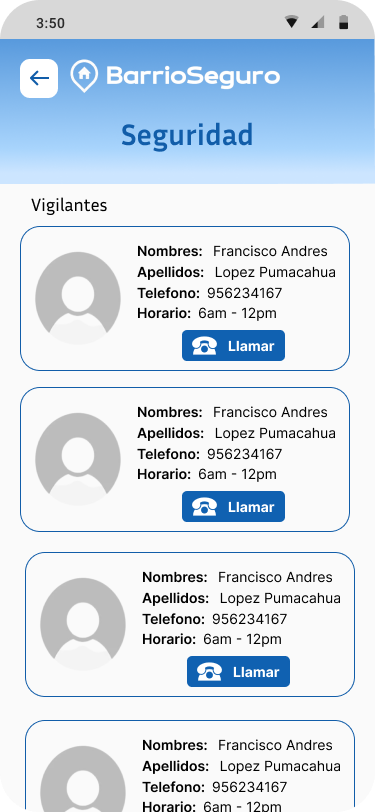 3:50
BarrioSeguro
Seguridad
Vigilantes
Nombres: Francisco Andres
Apellidos: Lopez Pumacahua
Telefono: 956234167
Horario: 6am - 12pm
Llamar
Nombres: Francisco Andres
Apellidos: Lopez Pumacahua
Telefono: 956234167
Horario: 6am - 12pm
Llamar
Nombres: Francisco Andres
Apellidos: Lopez Pumacahua
Telefono: 956234167
Horario: 6am - 12pm
Llamar
Nombres: Francisco Andres
Apellidos: Lopez Pumacahua
Telefono: 956234167
Horario: 6am - 12pm